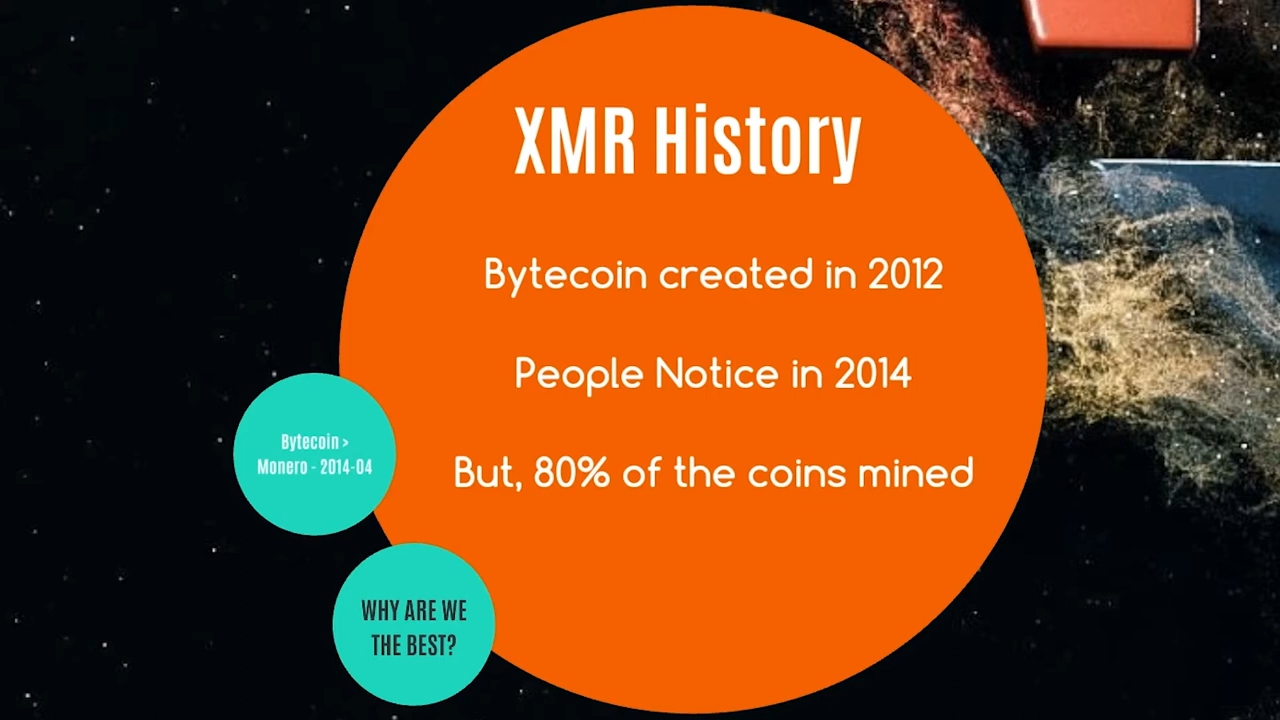 XMR History
Bytecoin created in 2012
People Notice in 2014
But, 80% of the coins mined
Bytecoin >
Monero - 2014-04
WHY ARE WE
THE BEST?